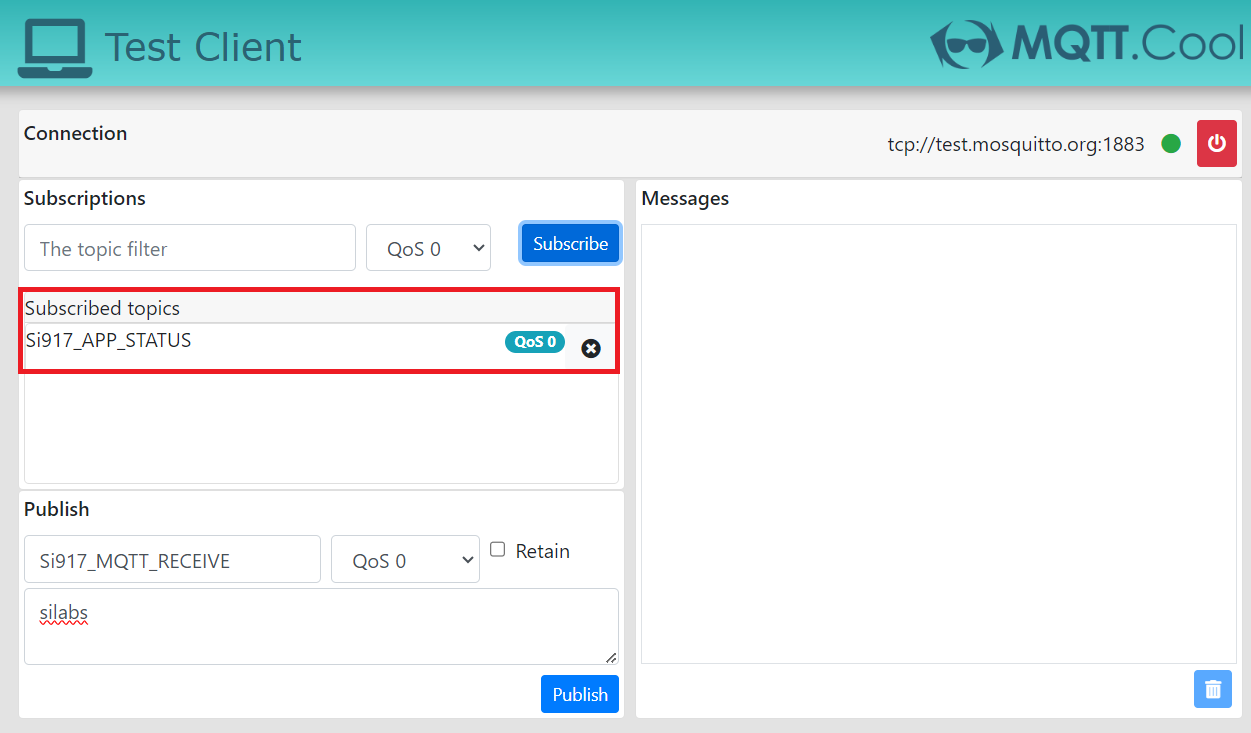 Test Client
MQTT.Cool
Connection
tcp://test.mosquitto.org:1883
Subscriptions
The topic filter
QoS 0
Subscribe
Subscribed topics
Si917_APP_STATUS
QoS 0
Publish
Si917_MQTT_RECEIVE
QoS 0
Retain
silabs
Publish
Messages